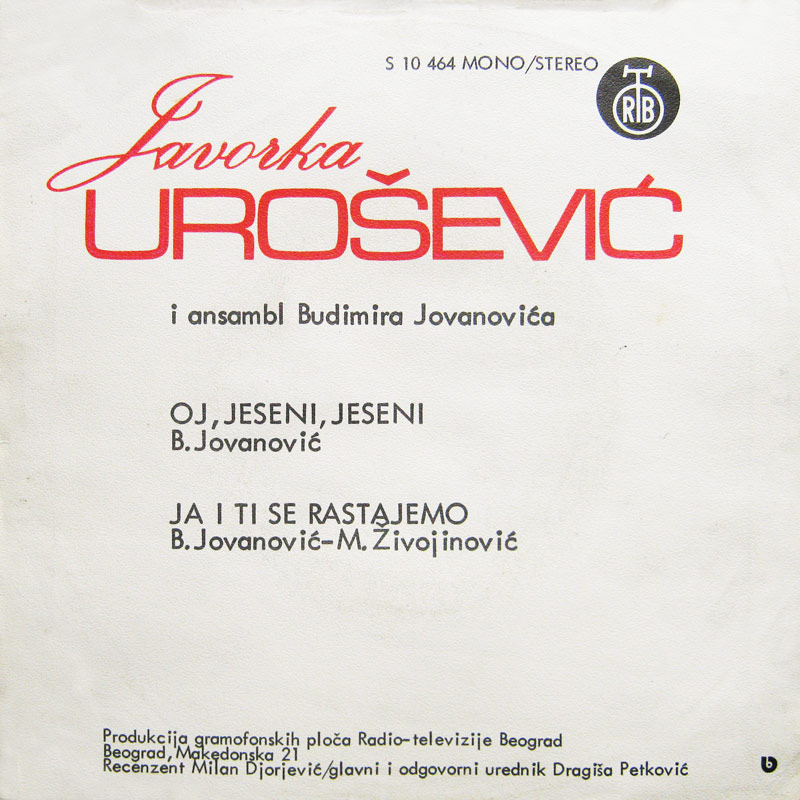 S 10 464 MONO/STEREO
RTB
Javorka
UROŠEVIĆ
i ansambl Budimira Jovanovića
OJ, JESENI, JESENI
B. Jovanović
JA I TI SE RASTAJEMO
B. Jovanović-M. Živojinović
Produkcija gramofonskih ploča Radio-televizije Beograd
Beograd, Makedonska 21
Recenzent Milan Djorjević/glavni i odgovorni urednik Dragiša Petković
b